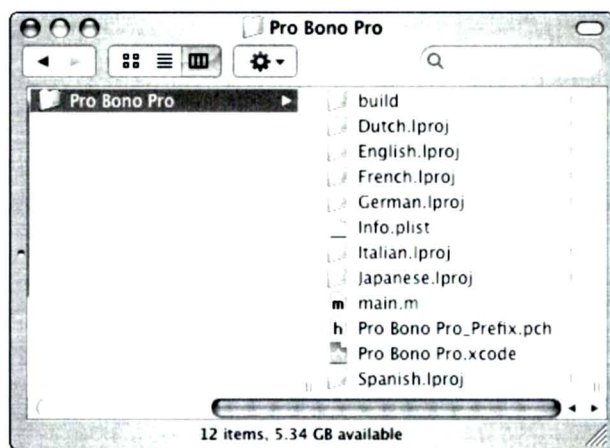 Pro Bono Pro
Pro Bono Pro
build
Dutch.lproj
English.lproj
French.lproj
German.lproj
Info.plist
Italian.lproj
Japanese.lproj
m main.m
h Pro Bono Pro_Prefix.pch
Pro Bono Pro.xcode
Spanish.lproj
12 items, 5.34 GB available